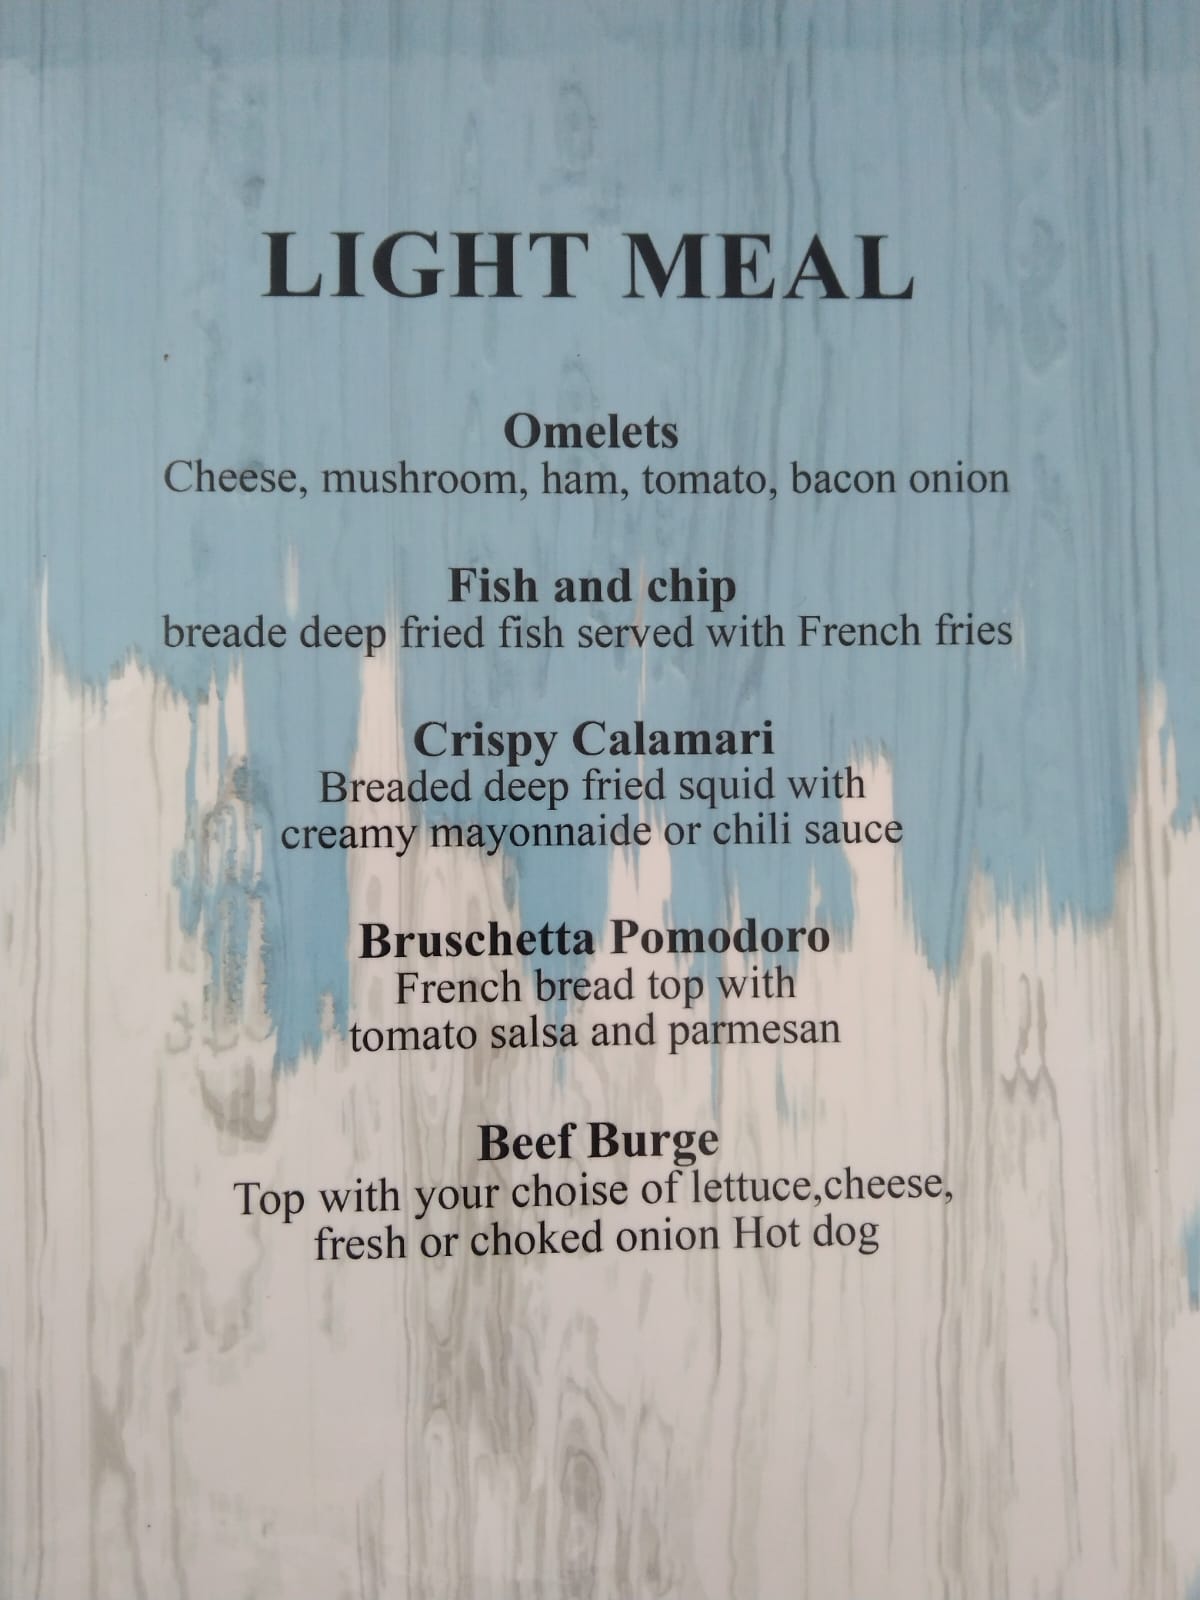 LIGHT MEAL
Omelets
Cheese, mushroom, ham, tomato, bacon onion
Fish and chip
breade deep fried fish served with French fries
Crispy Calamari
Breaded deep fried squid with
creamy mayonnaide or chili sauce
Bruschetta Pomodoro
French bread top with
tomato salsa and parmesan
Beef Burge
Top with your choise of lettuce,cheese,
fresh or choked onion Hot dog